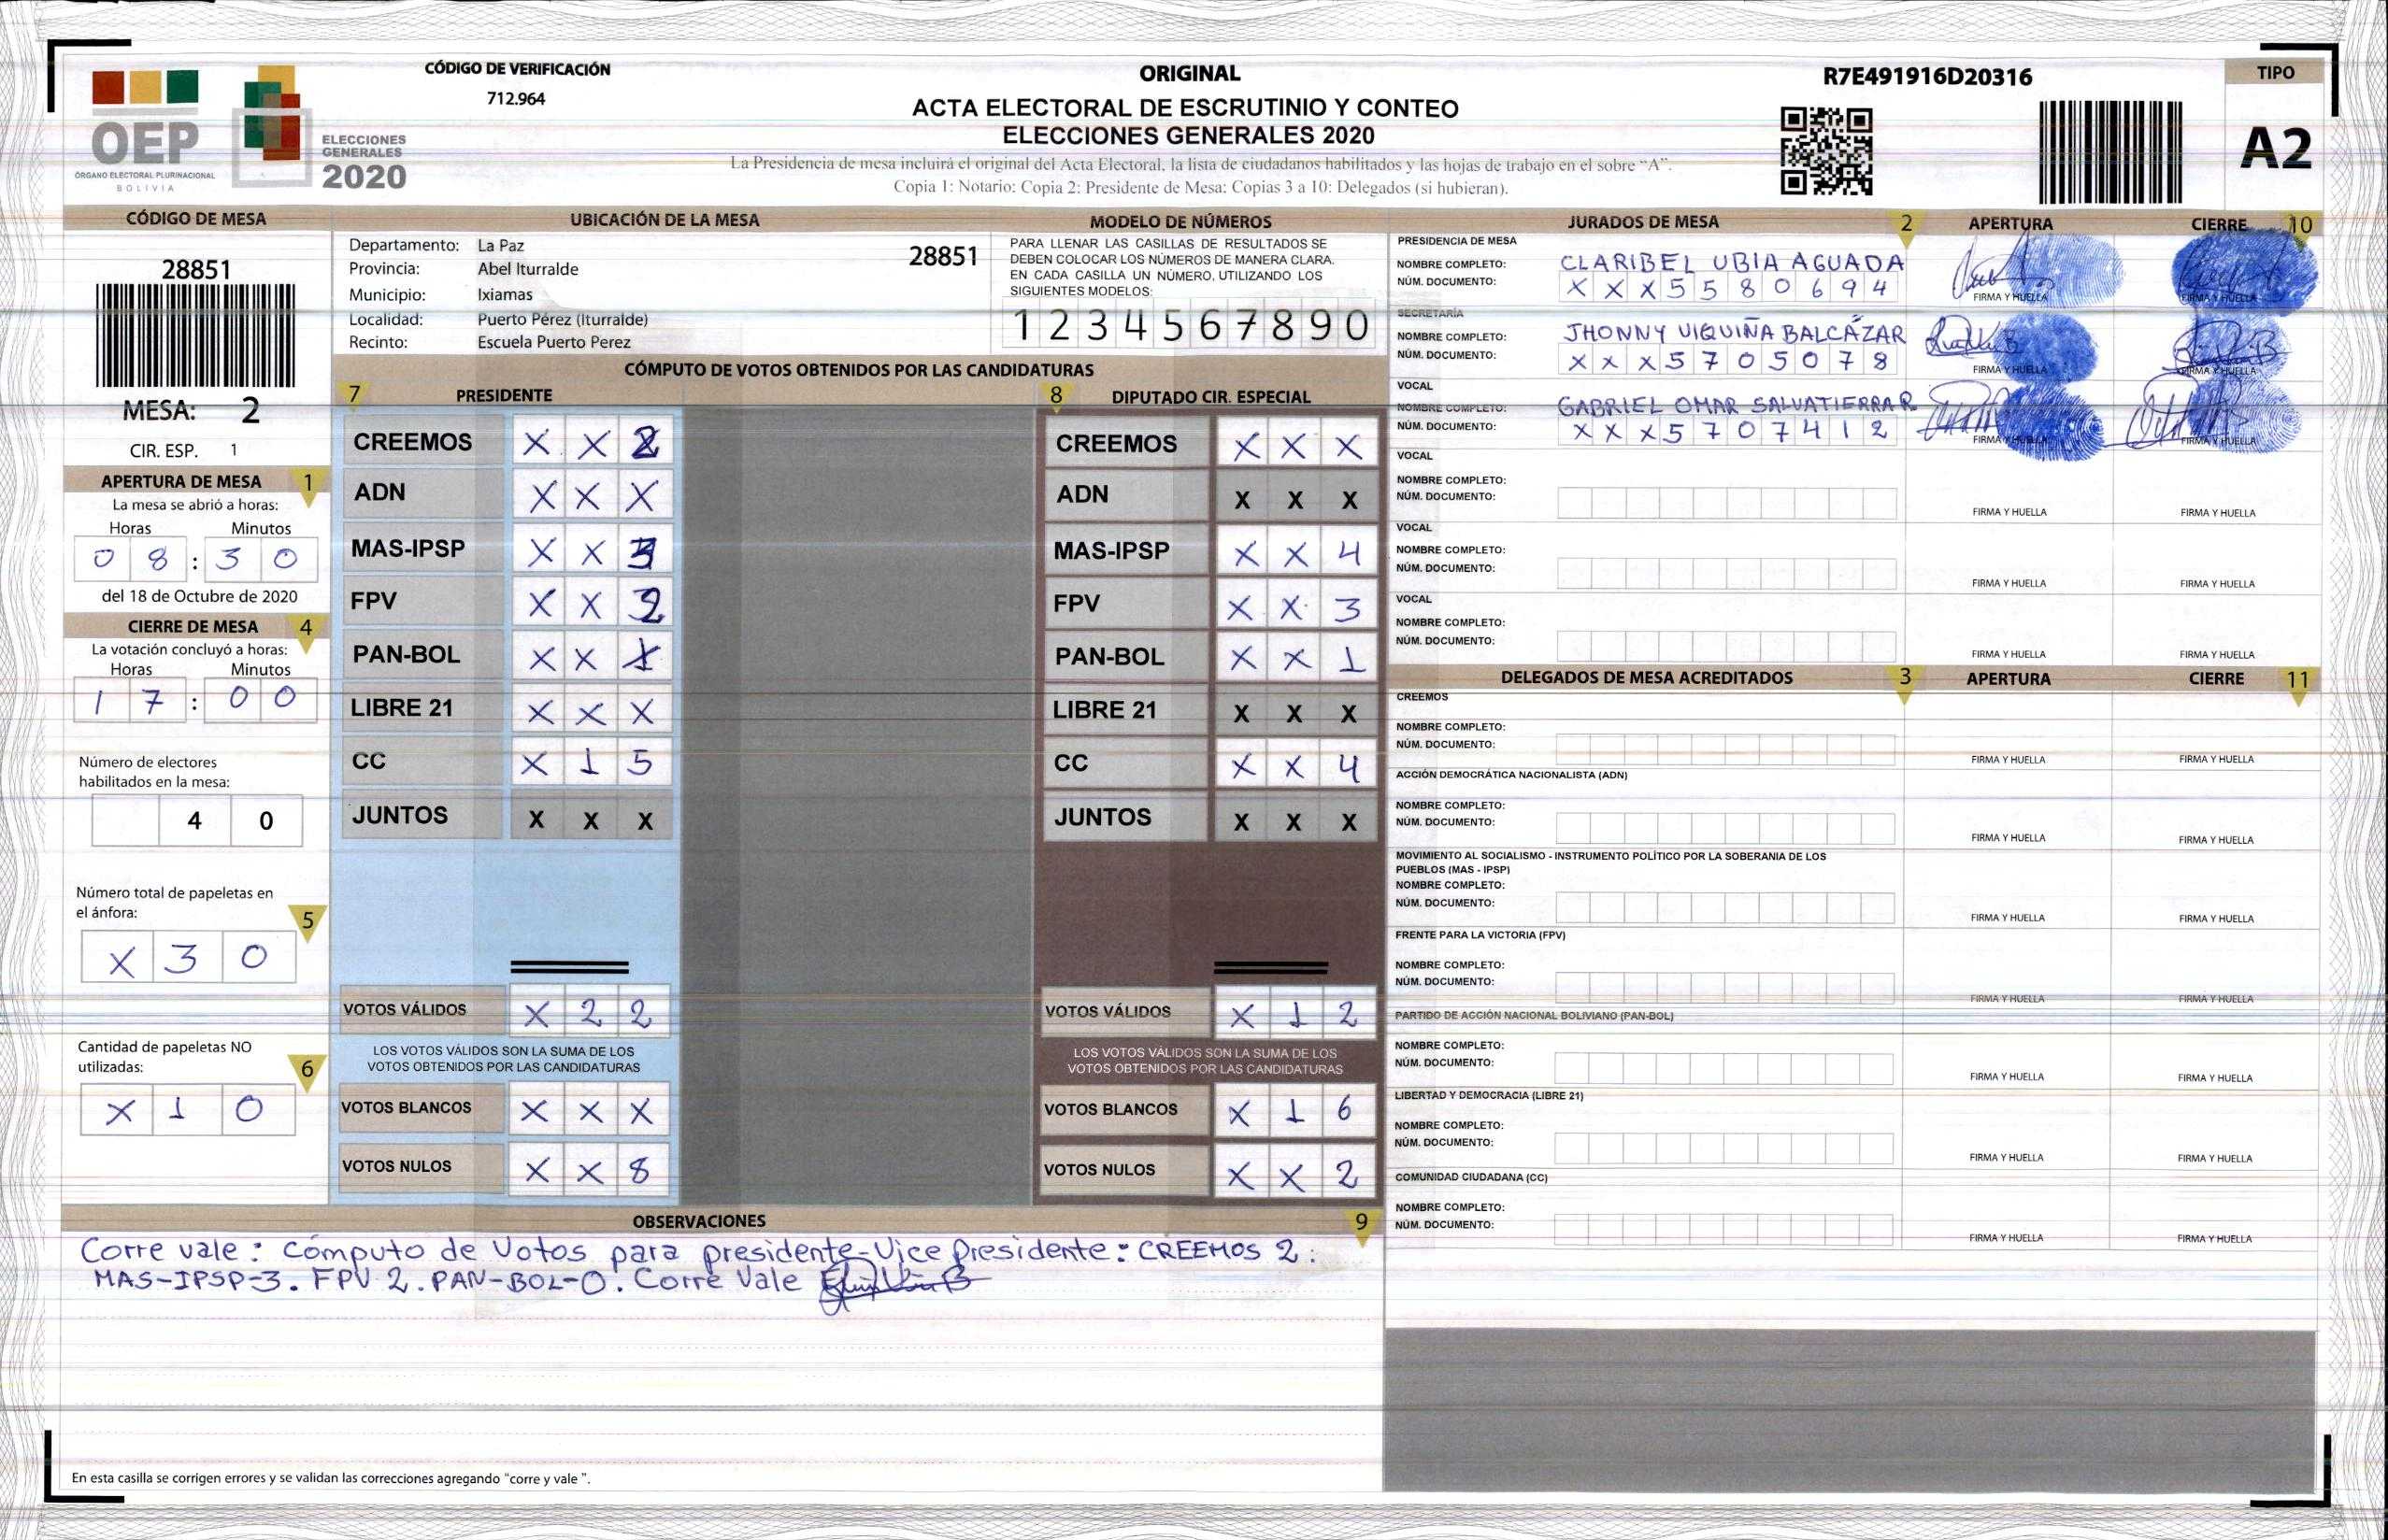 CÓDIGO DE VERIFICACIÓN
712.964
ORIGINAL
ACTA ELECTORAL DE ESCRUTINIO Y CONTEO
ELECCIONES GENERALES 2020
La Presidencia de mesa incluirá el original del Acta Electoral, la lista de ciudadanos habilitados y las hojas de trabajo en el sobre “A”.
Copia 1: Notario: Copia 2: Presidente de Mesa: Copias 3 a 10: Delegados (si hubieran).
R7E491916D20316
TIPO
A2
OEP
ÓRGANO ELECTORAL PLURINACIONAL
BOLIVIA
ELECCIONES
GENERALES
2020
CÓDIGO DE MESA
28851
MESA: 2
CIR. ESP. 1
APERTURA DE MESA 1
La mesa se abrió a horas:
Horas Minutos
0 8 : 3 0
del 18 de Octubre de 2020
CIERRE DE MESA 4
La votación concluyó a horas:
Horas Minutos
1 7 : 0 0
Número de electores
habilitados en la mesa:
4 0
Número total de papeletas en
el ánfora: 5
X 3 0
Cantidad de papeletas NO
utilizadas: 6
X 1 0
UBICACIÓN DE LA MESA
Departamento: La Paz 28851
Provincia: Abel Iturralde
Municipio: Ixiamas
Localidad: Puerto Pérez (Iturralde)
Recinto: Escuela Puerto Perez
MODELO DE NÚMEROS
PARA LLENAR LAS CASILLAS DE RESULTADOS SE
DEBEN COLOCAR LOS NÚMEROS DE MANERA CLARA.
EN CADA CASILLA UN NÚMERO, UTILIZANDO LOS
SIGUIENTES MODELOS:
1 2 3 4 5 6 7 8 9 0
CÓMPUTO DE VOTOS OBTENIDOS POR LAS CANDIDATURAS
7 PRESIDENTE
CREEMOS X X 2
ADN X X X
MAS-IPSP X X 3
FPV X X 2
PAN-BOL X X
LIBRE 21 X X X
CC X 1 5
JUNTOS X X X
VOTOS VÁLIDOS X 2 2
LOS VOTOS VÁLIDOS SON LA SUMA DE LOS
VOTOS OBTENIDOS POR LAS CANDIDATURAS
VOTOS BLANCOS X X X
VOTOS NULOS X X 8
8 DIPUTADO CIR. ESPECIAL
CREEMOS X X X
ADN X X X
MAS-IPSP X X 4
FPV X X 3
PAN-BOL X X 1
LIBRE 21 X X X
CC X X 4
JUNTOS X X X
VOTOS VÁLIDOS X 1 2
LOS VOTOS VÁLIDOS SON LA SUMA DE LOS
VOTOS OBTENIDOS POR LAS CANDIDATURAS
VOTOS BLANCOS X 1 6
VOTOS NULOS X X 2
OBSERVACIONES 9
Corre vale : cómputo de Votos para presidente-Vice Presidente : CREEMOS 2 :
MAS-IPSP-3. FPV 2. PAN-BOL-0. Corre Vale
En esta casilla se corrigen errores y se validan las correcciones agregando “corre y vale ”.
JURADOS DE MESA 2 APERTURA CIERRE 10
PRESIDENCIA DE MESA
NOMBRE COMPLETO: CLARIBEL UBIA AGUADA
NÚM. DOCUMENTO: X X X 5 5 8 0 6 9 4
FIRMA Y HUELLA FIRMA Y HUELLA
SECRETARÍA
NOMBRE COMPLETO: JHONNY VIQUIÑA BALCÁZAR
NÚM. DOCUMENTO: X X X 5 7 0 5 0 7 8
FIRMA Y HUELLA FIRMA Y HUELLA
VOCAL
NOMBRE COMPLETO: GABRIEL OMAR SALVATIERRA R
NÚM. DOCUMENTO: X X X 5 7 0 7 4 1 2
FIRMA Y HUELLA FIRMA Y HUELLA
VOCAL
NOMBRE COMPLETO:
NÚM. DOCUMENTO:
FIRMA Y HUELLA FIRMA Y HUELLA
VOCAL
NOMBRE COMPLETO:
NÚM. DOCUMENTO:
FIRMA Y HUELLA FIRMA Y HUELLA
VOCAL
NOMBRE COMPLETO:
NÚM. DOCUMENTO:
FIRMA Y HUELLA FIRMA Y HUELLA
DELEGADOS DE MESA ACREDITADOS 3 APERTURA CIERRE 11
CREEMOS
NOMBRE COMPLETO:
NÚM. DOCUMENTO:
FIRMA Y HUELLA FIRMA Y HUELLA
ACCIÓN DEMOCRÁTICA NACIONALISTA (ADN)
NOMBRE COMPLETO:
NÚM. DOCUMENTO:
FIRMA Y HUELLA FIRMA Y HUELLA
MOVIMIENTO AL SOCIALISMO - INSTRUMENTO POLÍTICO POR LA SOBERANIA DE LOS
PUEBLOS (MAS - IPSP)
NOMBRE COMPLETO:
NÚM. DOCUMENTO:
FIRMA Y HUELLA FIRMA Y HUELLA
FRENTE PARA LA VICTORIA (FPV)
NOMBRE COMPLETO:
NÚM. DOCUMENTO:
FIRMA Y HUELLA FIRMA Y HUELLA
PARTIDO DE ACCIÓN NACIONAL BOLIVIANO (PAN-BOL)
NOMBRE COMPLETO:
NÚM. DOCUMENTO:
FIRMA Y HUELLA FIRMA Y HUELLA
LIBERTAD Y DEMOCRACIA (LIBRE 21)
NOMBRE COMPLETO:
NÚM. DOCUMENTO:
FIRMA Y HUELLA FIRMA Y HUELLA
COMUNIDAD CIUDADANA (CC)
NOMBRE COMPLETO:
NÚM. DOCUMENTO:
FIRMA Y HUELLA FIRMA Y HUELLA